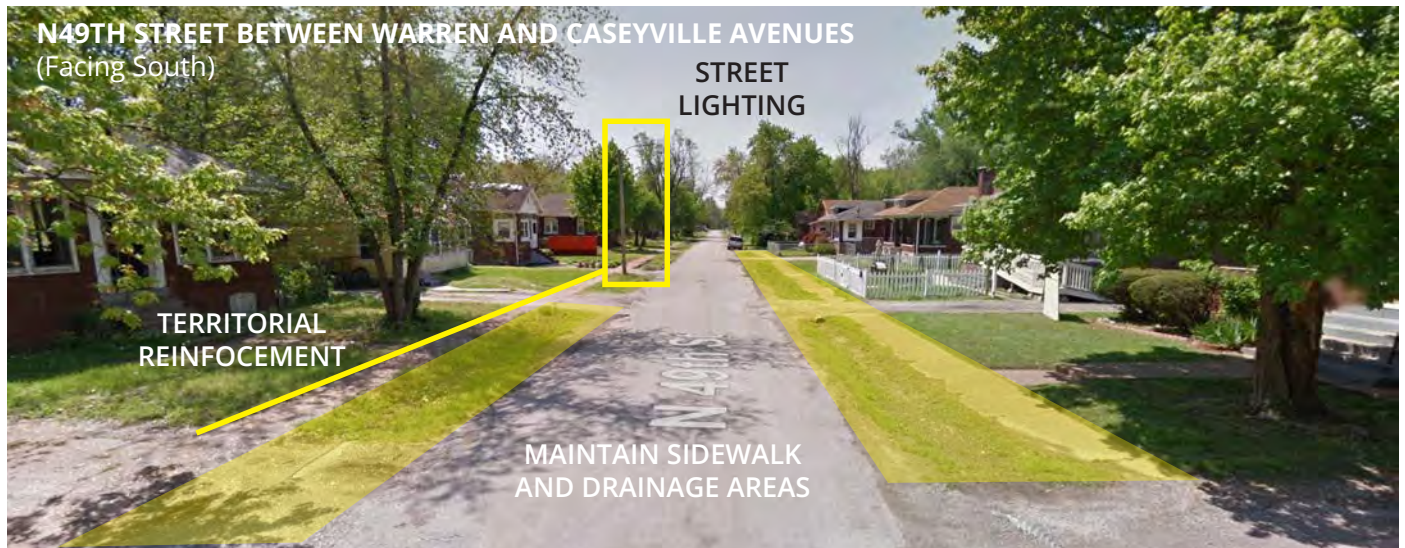 N49TH STREET BETWEEN WARREN AND CASEYVILLE AVENUES
(Facing South)
STREET
LIGHTING
TERRITORIAL
REINFOCEMENT
N 49th St
MAINTAIN SIDEWALK
AND DRAINAGE AREAS